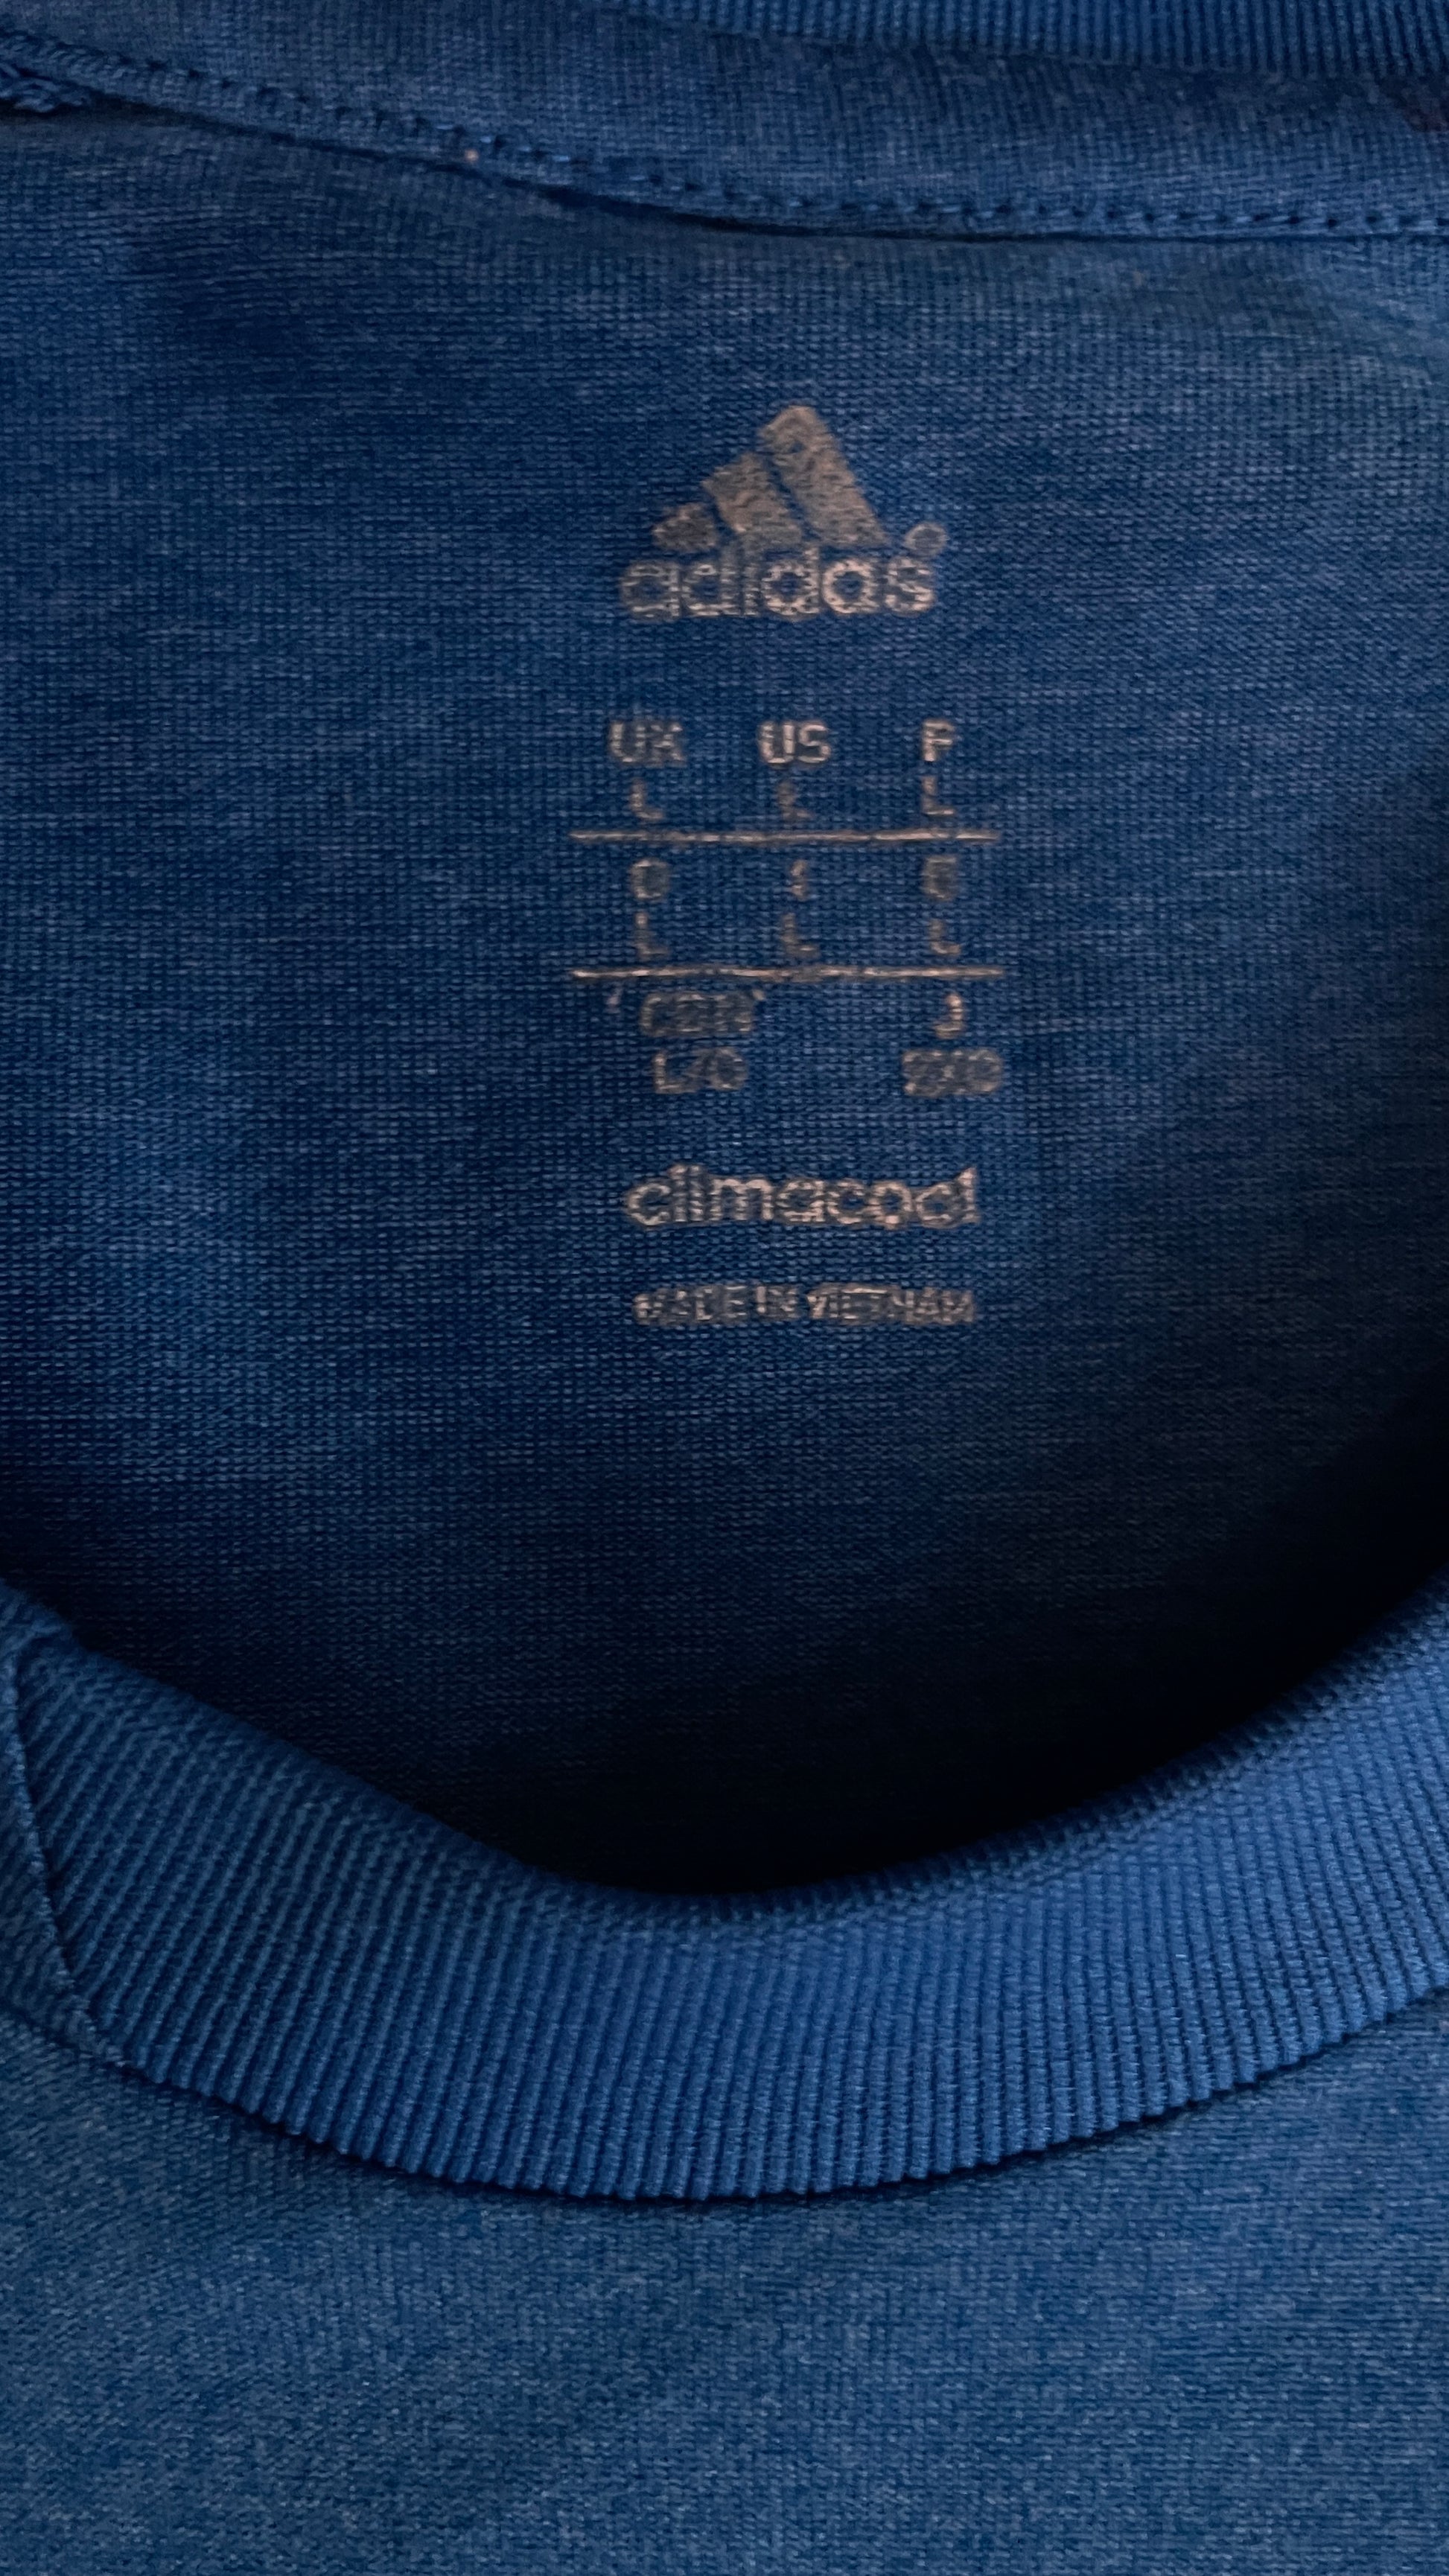 adidas
UK US F
L L L
D I E
L L L
L/G
climacool
MADE IN VIETNAM